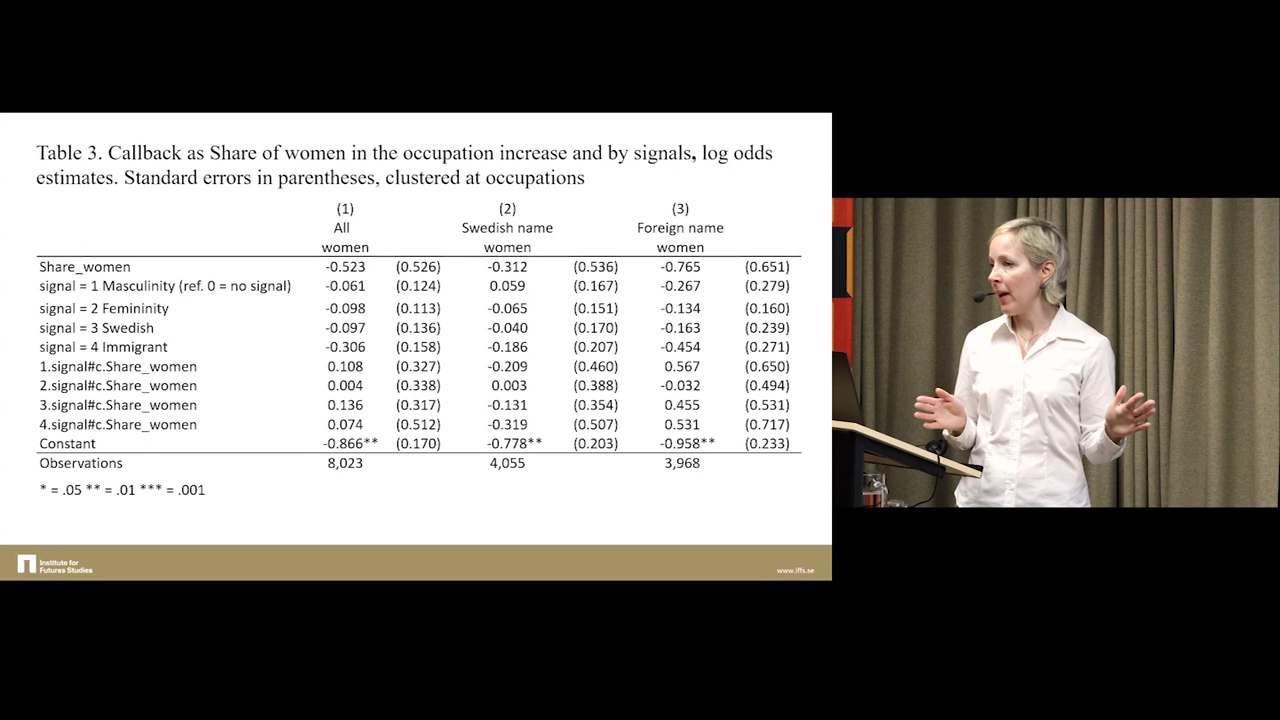 Table 3. Callback as Share of women in the occupation increase and by signals, log odds
estimates. Standard errors in parentheses, clustered at occupations
(1) (2) (3)
All Swedish name Foreign name
women women women
Share_women -0.523 (0.526) -0.312 (0.536) -0.765 (0.651)
signal = 1 Masculinity (ref. 0 = no signal) -0.061 (0.124) 0.059 (0.167) -0.267 (0.279)
signal = 2 Femininity -0.098 (0.113) -0.065 (0.151) -0.134 (0.160)
signal = 3 Swedish -0.097 (0.136) -0.040 (0.170) -0.163 (0.239)
signal = 4 Immigrant -0.306 (0.158) -0.186 (0.207) -0.454 (0.271)
1.signal#c.Share_women 0.108 (0.327) -0.209 (0.460) 0.567 (0.650)
2.signal#c.Share_women 0.004 (0.338) 0.003 (0.388) -0.032 (0.494)
3.signal#c.Share_women 0.136 (0.317) -0.131 (0.354) 0.455 (0.531)
4.signal#c.Share_women 0.074 (0.512) -0.319 (0.507) 0.531 (0.717)
Constant -0.866** (0.170) -0.778** (0.203) -0.958** (0.233)
Observations 8,023 4,055 3,968
* = .05 ** = .01 *** = .001
Institute for
Futures Studies
www.iffs.se